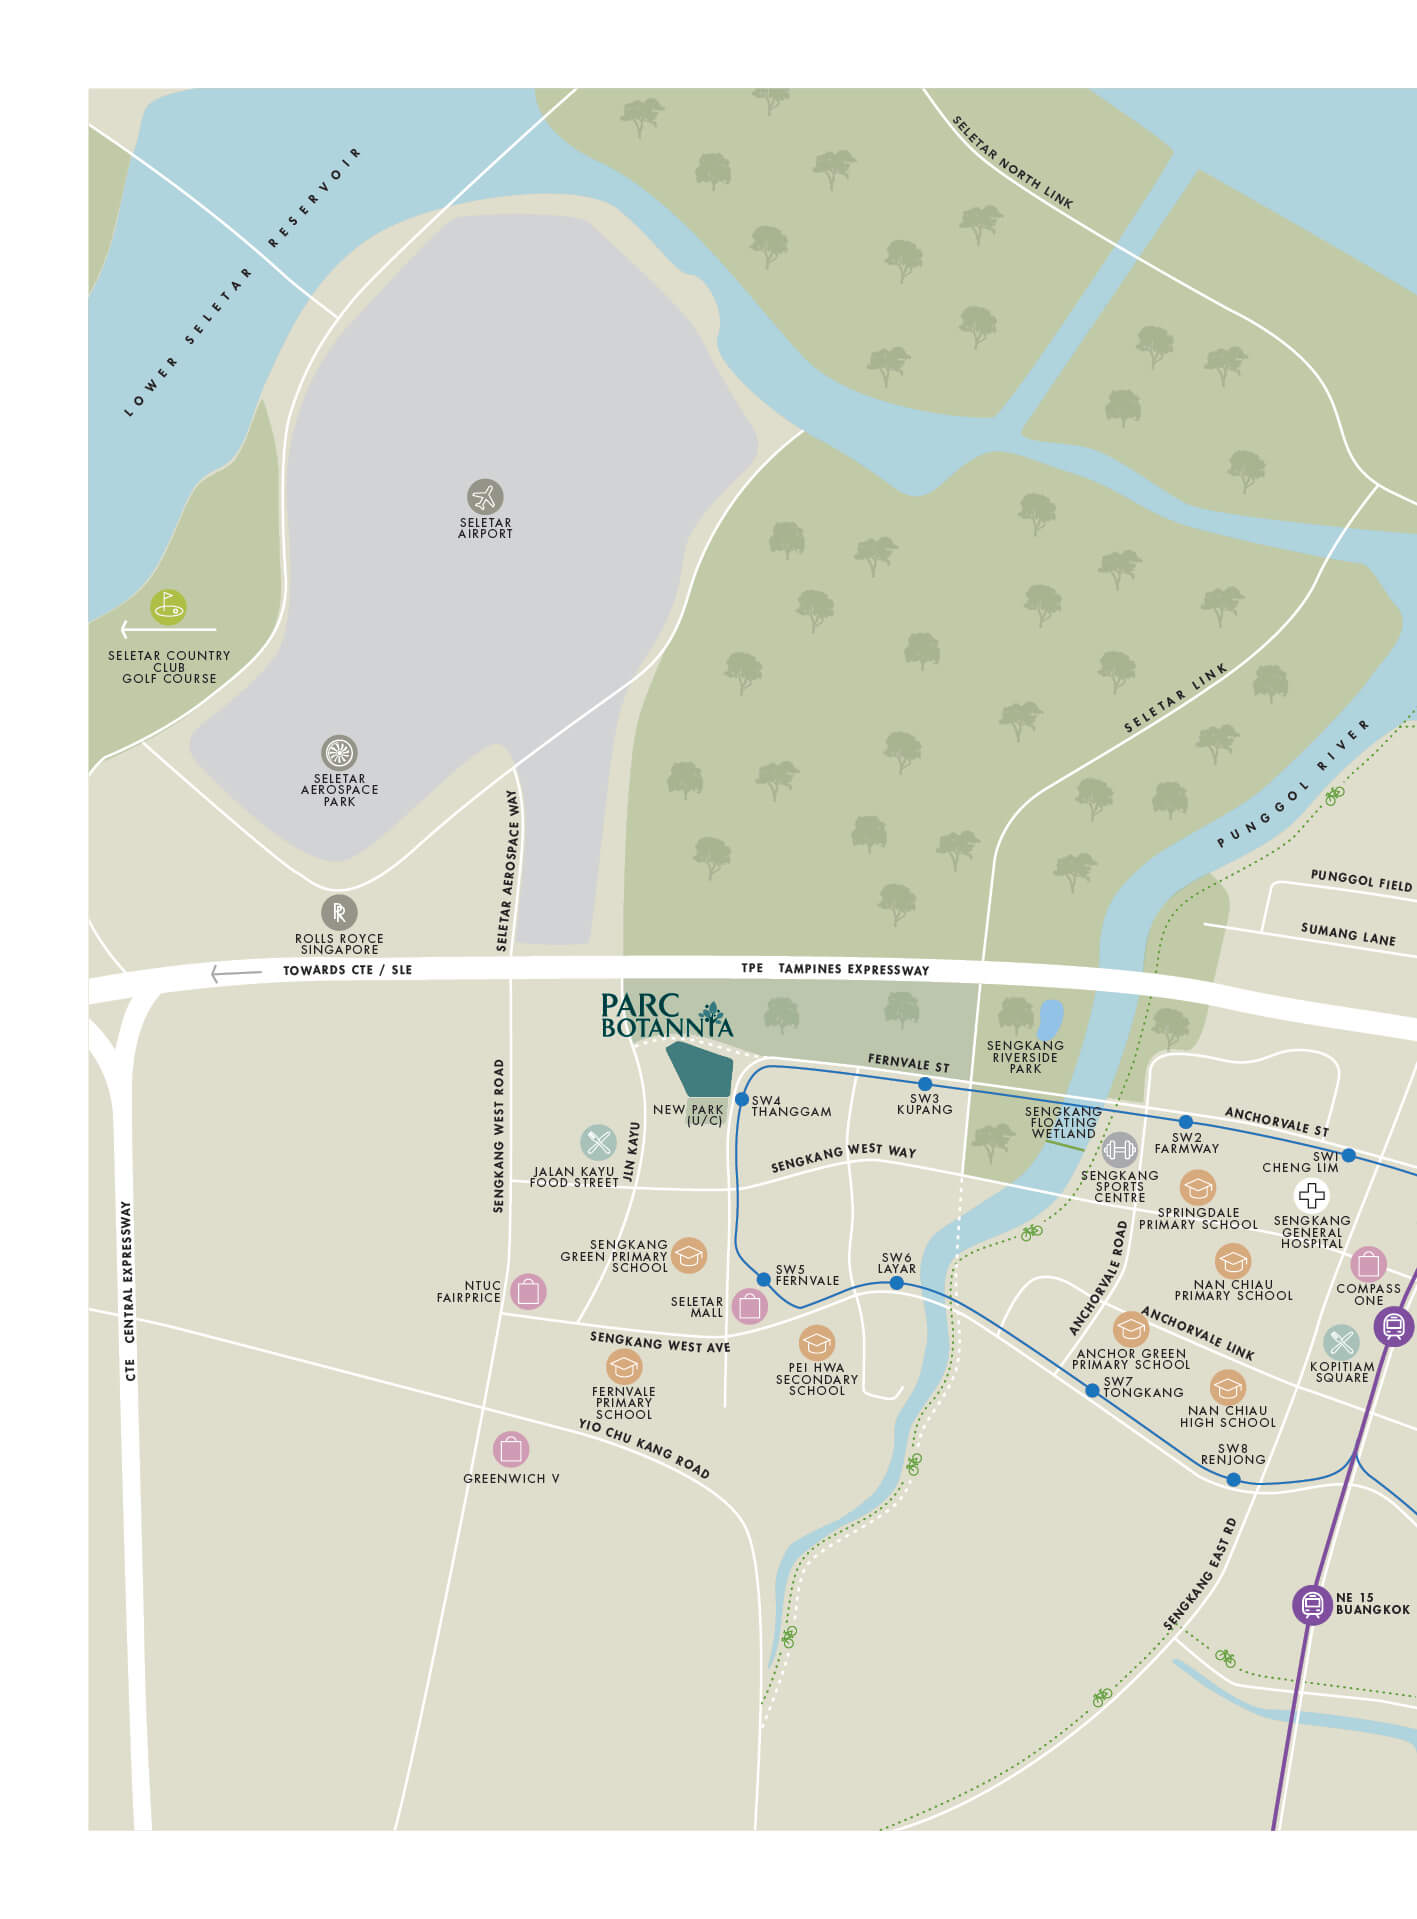 SELETAR NORTH LINK
LOWER SELETAR RESERVOIR
SELETAR
AIRPORT
SELETAR COUNTRY
CLUB
GOLF COURSE
SELETAR LINK
PUNGGOL RIVER
SELETAR
AEROSPACE
PARK
SELETAR AEROSPACE WAY
PUNGGOL FIELD
SUMANG LANE
ROLLS ROYCE
SINGAPORE
TOWARDS CTE / SLE
TPE TAMPINES EXPRESSWAY
PARC
BOTANNIA
SENGKANG
RIVERSIDE
PARK
FERNVALE ST
SENGKANG WEST ROAD
NEW PARK
(U/C)
SW4
THANGGAM
SW3
KUPANG
SENGKANG
FLOATING
WETLAND
ANCHORVALE ST
SW2
FARMWAY
SW1
CHENG LIM
JLN KAYU
JALAN KAYU
FOOD STREET
SENGKANG WEST WAY
SENGKANG
SPORTS
CENTRE
SPRINGDALE
PRIMARY SCHOOL
SENGKANG
GENERAL
HOSPITAL
CTE CENTRAL EXPRESSWAY
SENGKANG
GREEN PRIMARY
SCHOOL
SW5
FERNVALE
SW6
LAYAR
ANCHORVALE ROAD
NAN CHIAU
PRIMARY SCHOOL
COMPASS
ONE
NTUC
FAIRPRICE
SELETAR
MALL
SENGKANG WEST AVE
ANCHORVALE LINK
ANCHOR GREEN
PRIMARY SCHOOL
KOPITIAM
SQUARE
PEI HWA
SECONDARY
SCHOOL
FERNVALE
PRIMARY
SCHOOL
SW7
TONGKANG
NAN CHIAU
HIGH SCHOOL
YIO CHU KANG ROAD
SW8
RENJONG
GREENWICH V
SENGKANG EAST RD
NE 15
BUANGKOK